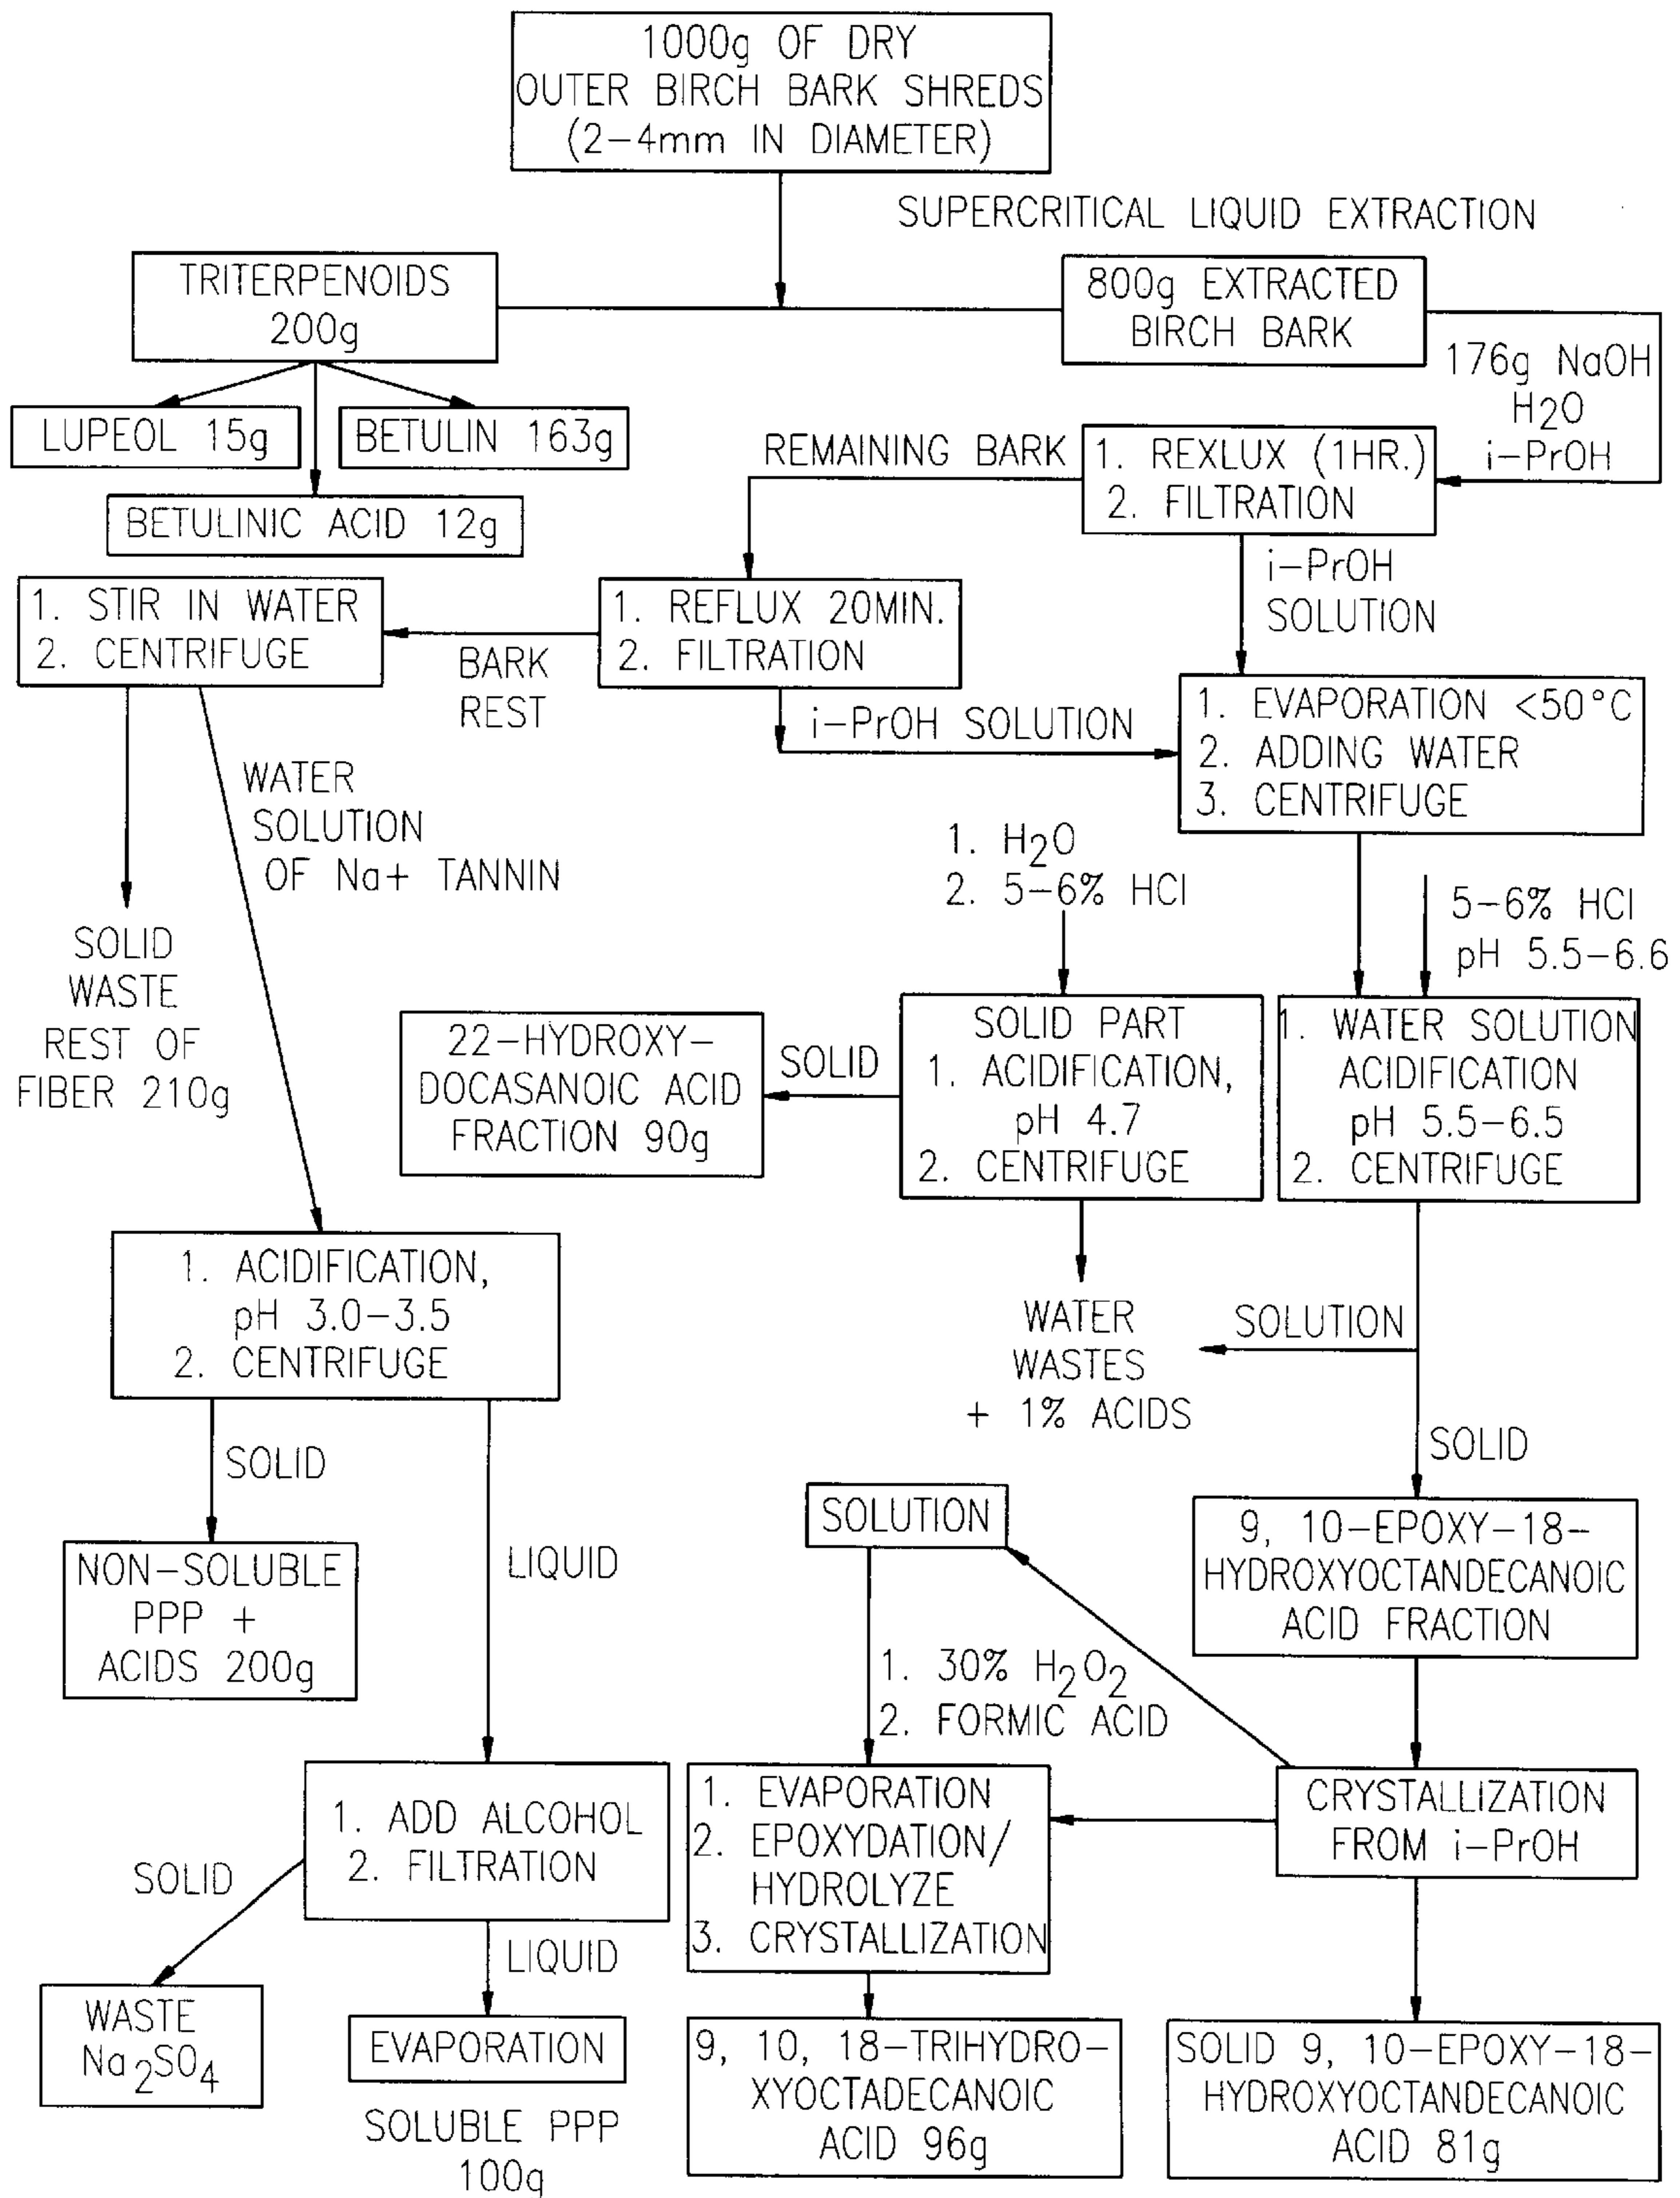 1000g OF DRY
OUTER BIRCH BARK SHREDS
(2-4mm IN DIAMETER)
SUPERCRITICAL LIQUID EXTRACTION
TRITERPENOIDS
200g
800g EXTRACTED
BIRCH BARK
176g NaOH
H2O
i-PrOH
LUPEOL 15g
BETULIN 163g
BETULINIC ACID 12g
REMAINING BARK
1. REXLUX (1HR.)
2. FILTRATION
i-PrOH
SOLUTION
1. STIR IN WATER
2. CENTRIFUGE
BARK
REST
1. REFLUX 20MIN.
2. FILTRATION
i-PrOH SOLUTION
1. EVAPORATION <50°C
2. ADDING WATER
3. CENTRIFUGE
WATER
SOLUTION
OF Na+ TANNIN
SOLID
WASTE
REST OF
FIBER 210g
1. H2O
2. 5-6% HCl
5-6% HCl
pH 5.5-6.6
22-HYDROXY-
DOCASANOIC ACID
FRACTION 90g
SOLID
SOLID PART
1. ACIDIFICATION,
pH 4.7
2. CENTRIFUGE
1. WATER SOLUTION
ACIDIFICATION
pH 5.5-6.5
2. CENTRIFUGE
WATER
WASTES
+ 1% ACIDS
SOLUTION
SOLID
1. ACIDIFICATION,
pH 3.0-3.5
2. CENTRIFUGE
SOLID
LIQUID
NON-SOLUBLE
PPP +
ACIDS 200g
SOLUTION
9, 10-EPOXY-18-
HYDROXYOCTANDECANOIC
ACID FRACTION
1. 30% H2O2
2. FORMIC ACID
1. ADD ALCOHOL
2. FILTRATION
SOLID
LIQUID
1. EVAPORATION
2. EPOXYDATION/
HYDROLYZE
3. CRYSTALLIZATION
CRYSTALLIZATION
FROM i-PrOH
WASTE
Na2SO4
EVAPORATION
SOLUBLE PPP
100g
9, 10, 18-TRIHYDRO-
XYOCTADECANOIC
ACID 96g
SOLID 9, 10-EPOXY-18-
HYDROXYOCTANDECANOIC
ACID 81g